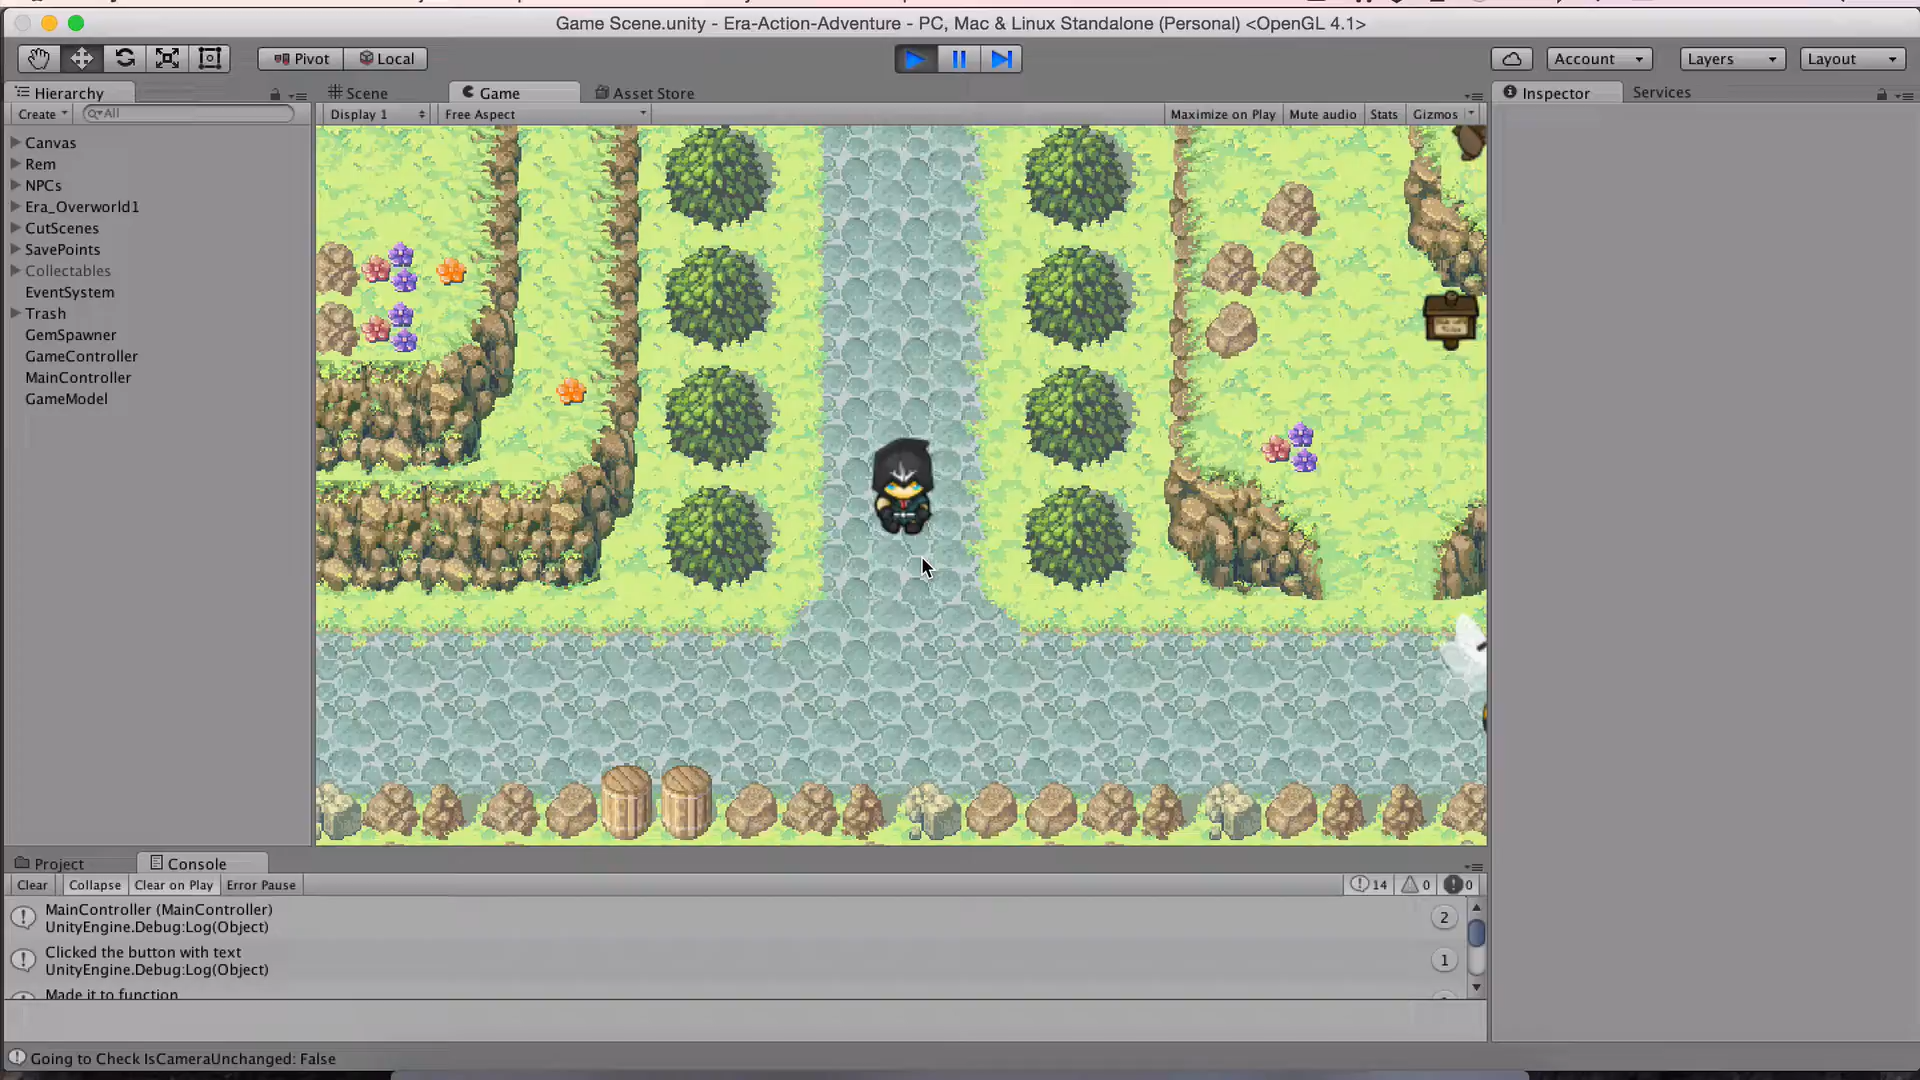 Game Scene.unity - Era-Action-Adventure - PC, Mac & Linux Standalone (Personal) <OpenGL 4.1>
Pivot
Local
Account
Layers
Layout
Hierarchy
Scene
Game
Asset Store
Inspector
Services
Create
All
Display 1
Free Aspect
Maximize on Play
Mute audio
Stats
Gizmos
Canvas
Rem
NPCs
Era_Overworld1
CutScenes
SavePoints
Collectables
EventSystem
Trash
GemSpawner
GameController
MainController
GameModel
Project
Console
Clear
Collapse
Clear on Play
Error Pause
14
0
0
MainController (MainController)
UnityEngine.Debug:Log(Object)
2
Clicked the button with text
UnityEngine.Debug:Log(Object)
1
Made it to function
Going to Check IsCameraUnchanged: False